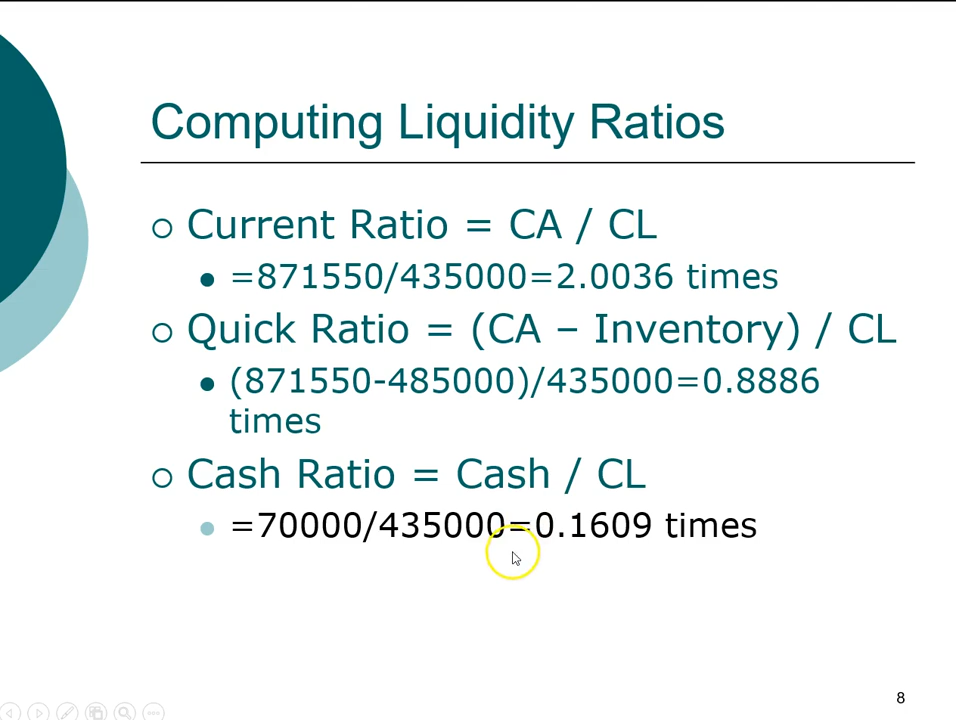 Computing Liquidity Ratios
Current Ratio = CA / CL
=871550/435000=2.0036 times
Quick Ratio = (CA – Inventory) / CL
(871550-485000)/435000=0.8886
times
Cash Ratio = Cash / CL
=70000/435000=0.1609 times
8